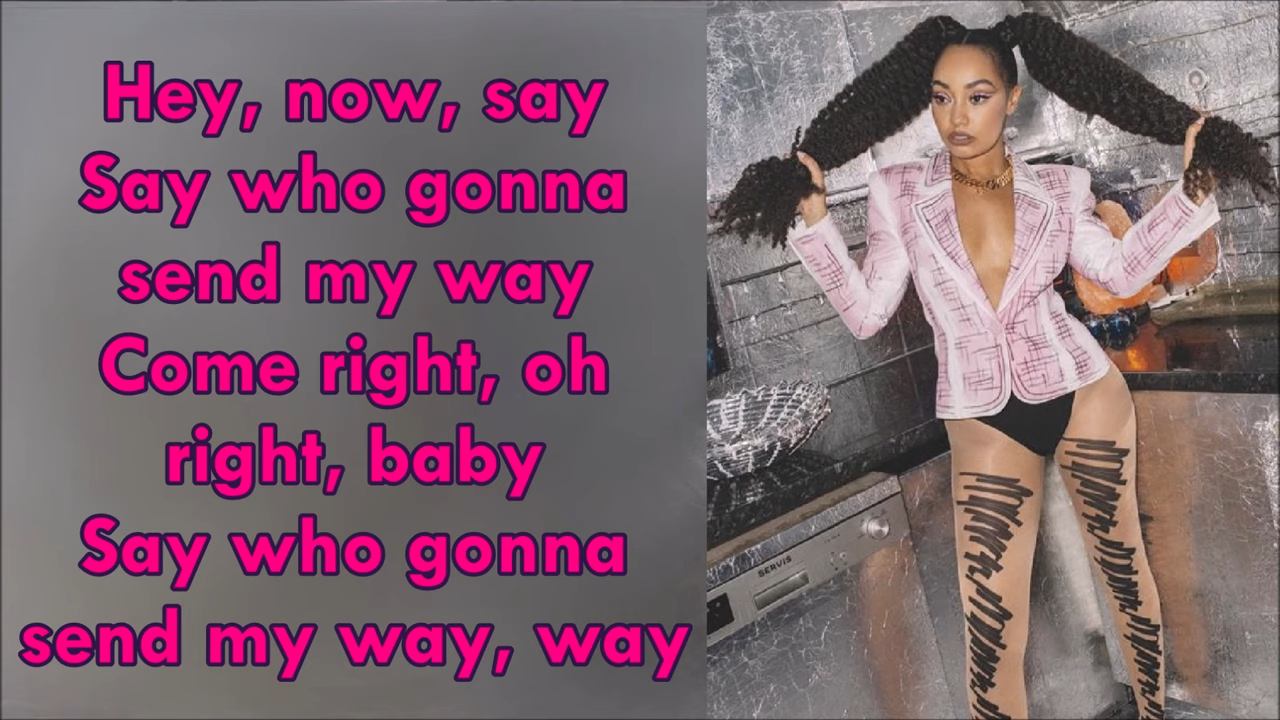 Hey, now, say
Say who gonna
send my way
Come right, oh
right, baby
Say who gonna
send my way, way
SERVIS